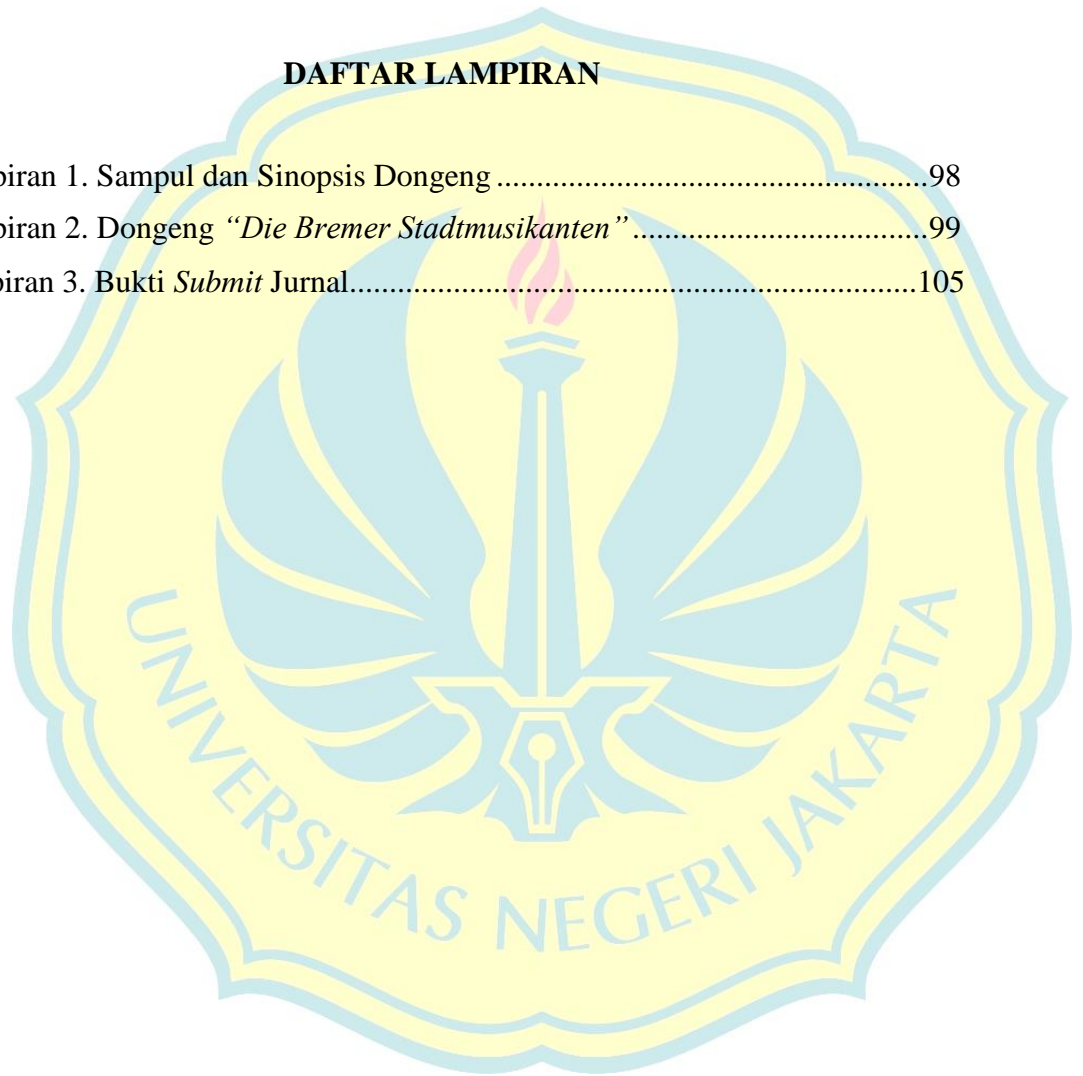 DAFTAR LAMPIRAN
piran 1. Sampul dan Sinopsis Dongeng......................................................98
piran 2. Dongeng “Die Bremer Stadtmusikanten”.....................................99
piran 3. Bukti Submit Jurnal.......................................................................105
UNIVERSITAS NEGERI JAKARTA